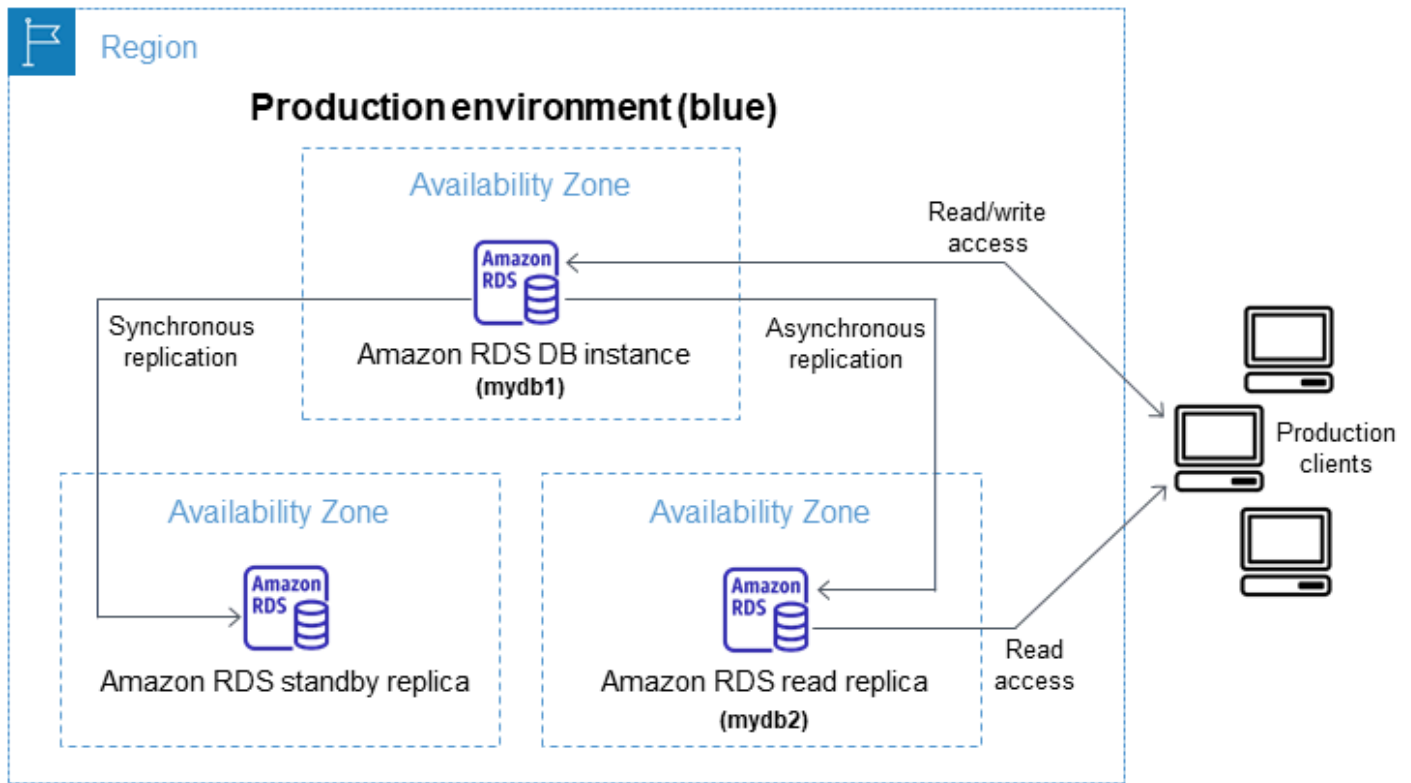 Region
Production environment (blue)
Availability Zone
Read/write
access
Amazon
RDS
Synchronous
replication
Asynchronous
replication
Amazon RDS DB instance
(mydb1)
Production
clients
Availability Zone
Availability Zone
Amazon
RDS
Amazon
RDS
Amazon RDS standby replica
Amazon RDS read replica
(mydb2)
Read
access